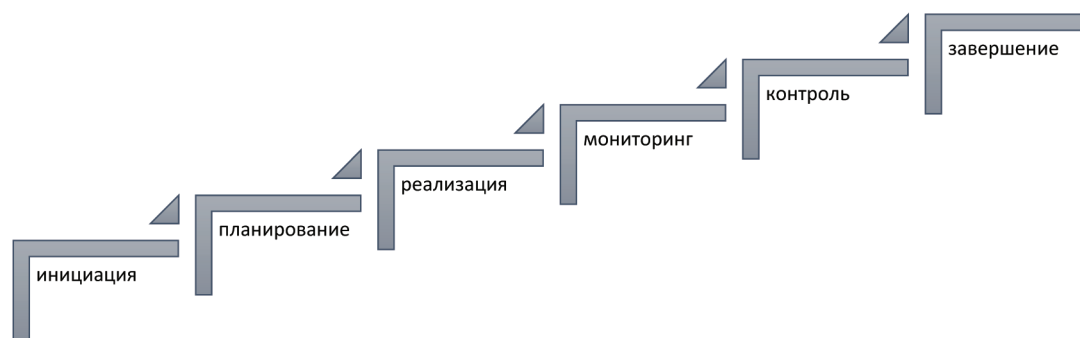 инициация
планирование
реализация
мониторинг
контроль
завершение